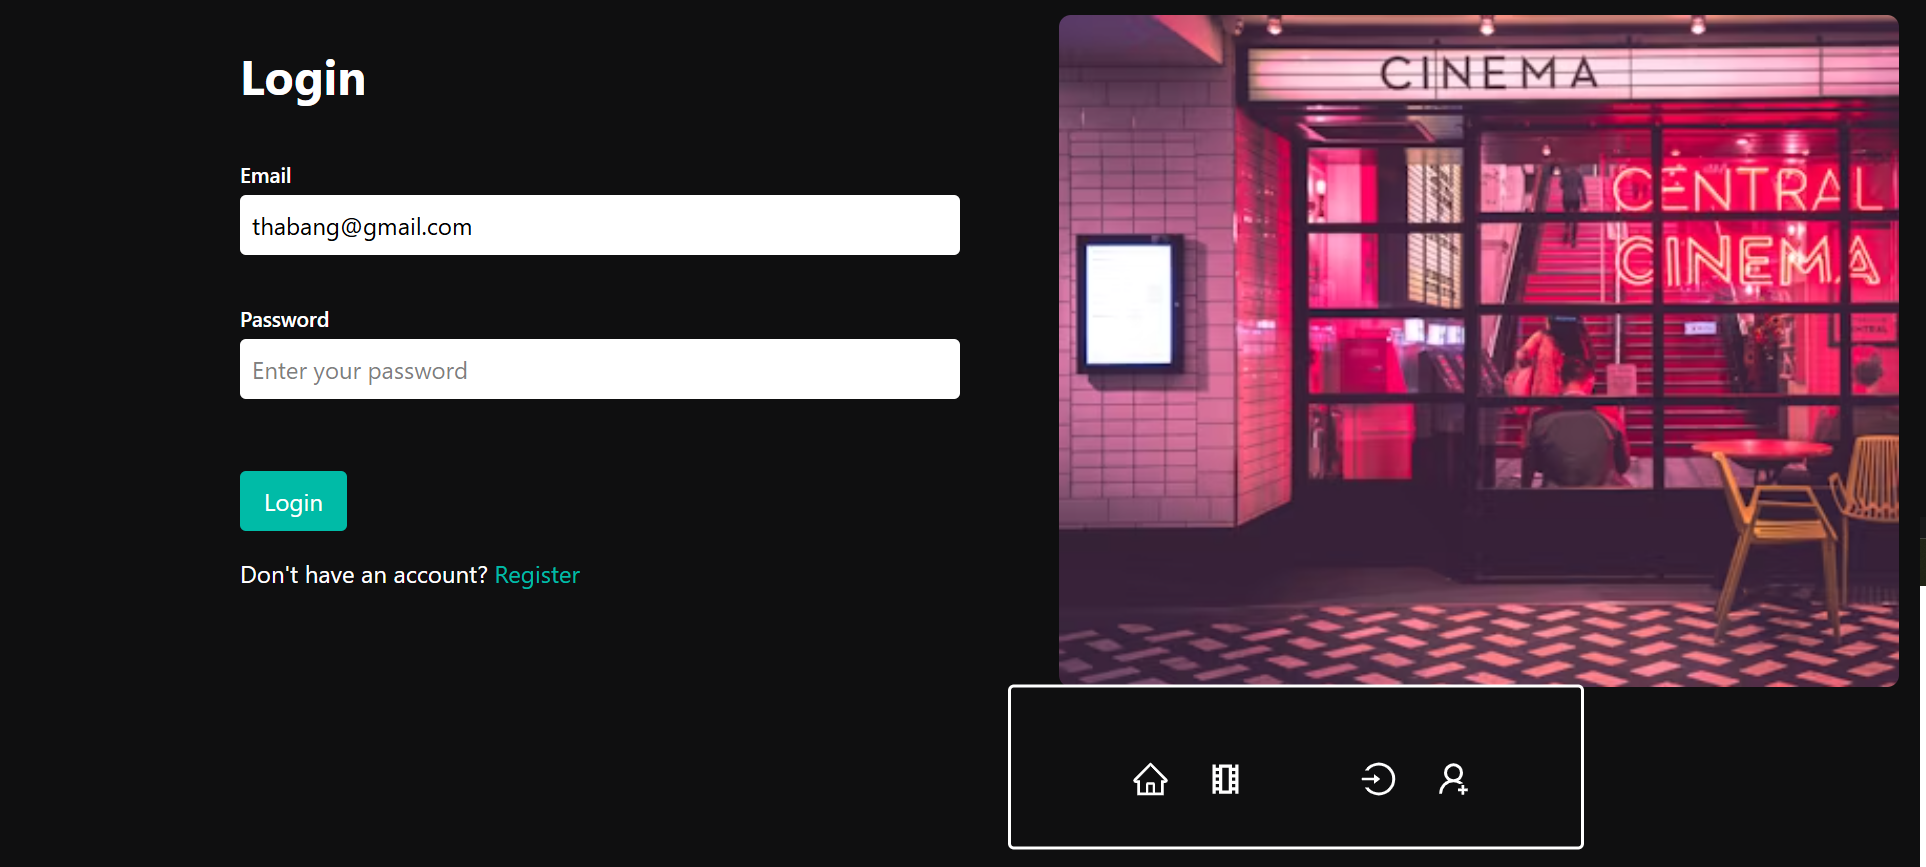 Login
Email
thabang@gmail.com
Password
Enter your password
Login
Don't have an account? Register
CINEMA
CENTRAL
CINEMA